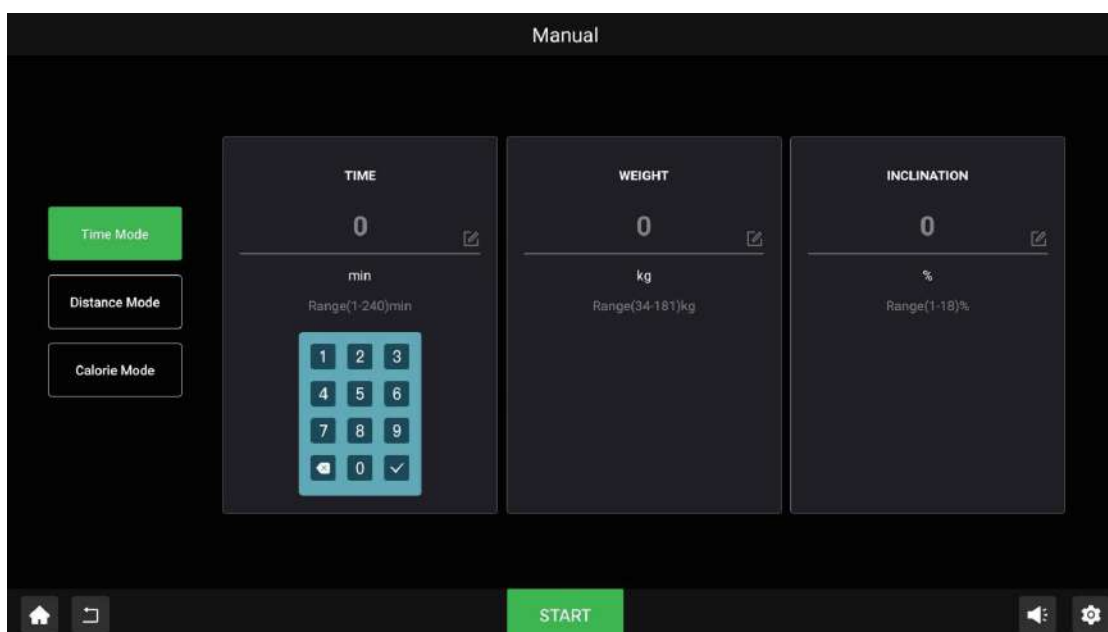 Manual
Time Mode
Distance Mode
Calorie Mode
TIME
0
min
Range(1-240)min
1 2 3
4 5 6
7 8 9
0
WEIGHT
0
kg
Range(34-181)kg
INCLINATION
0
%
Range(1-18)%
START